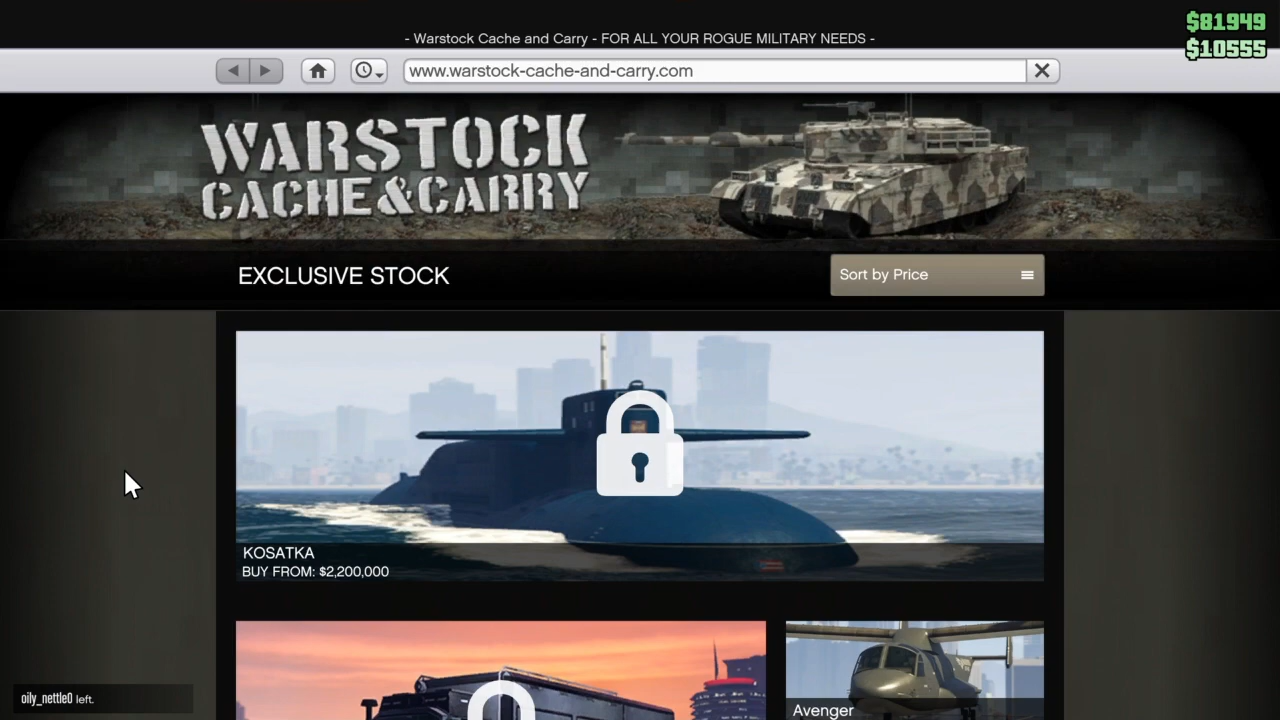 $81949
- Warstock Cache and Carry - FOR ALL YOUR ROGUE MILITARY NEEDS -
$10555
www.warstock-cache-and-carry.com
WARSTOCK
CACHE&CARRY
EXCLUSIVE STOCK
Sort by Price
KOSATKA
BUY FROM: $2,200,000
oily_nettle0 left.
Avenger